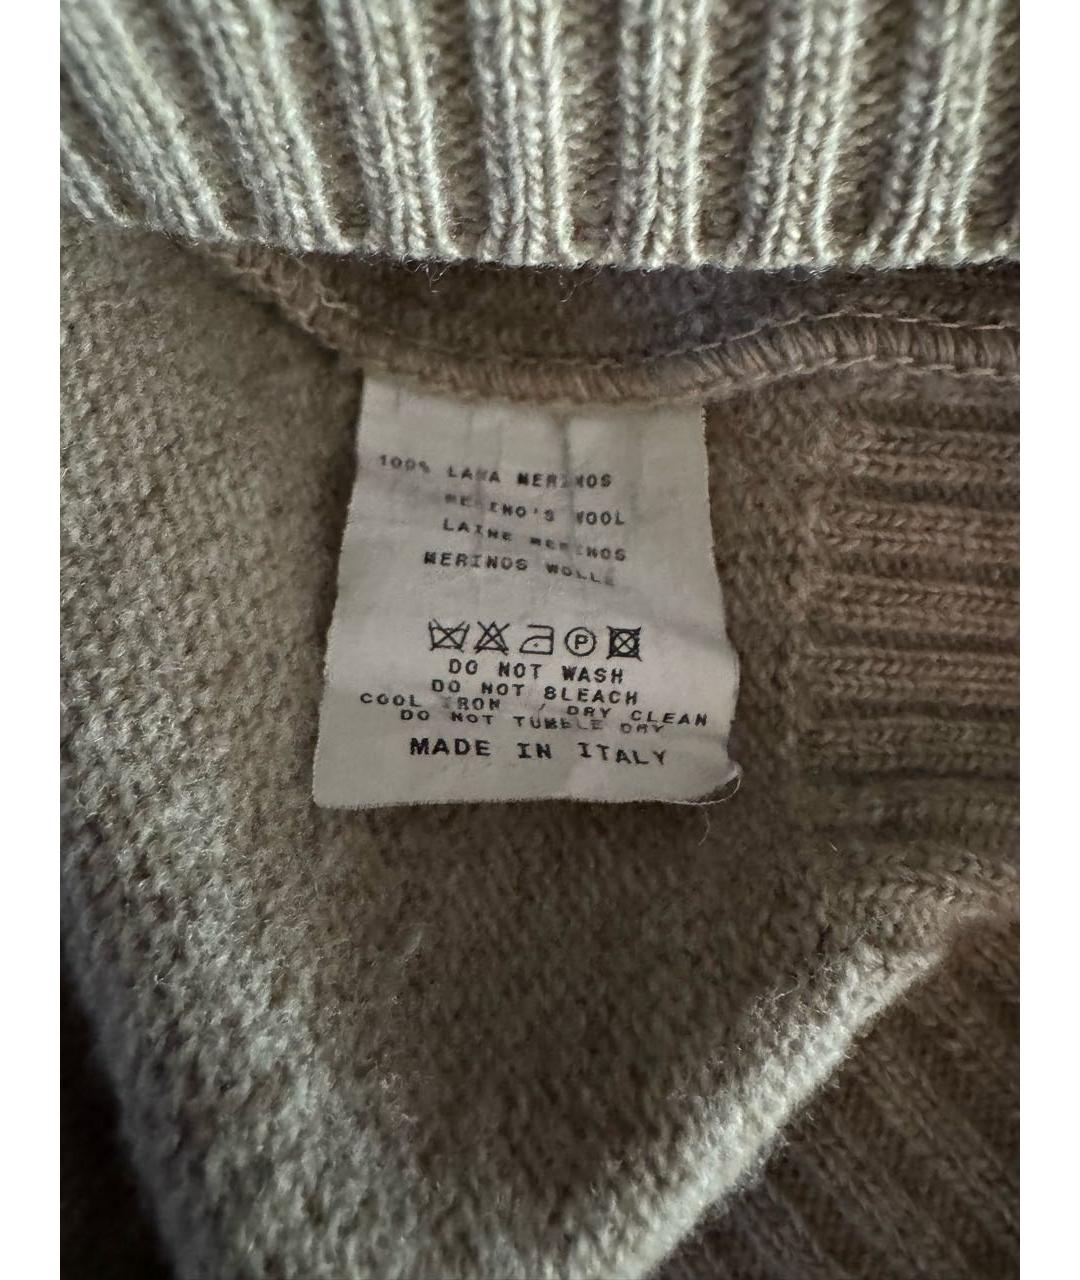 100% LANA MERINOS
MERINO'S WOOL
LAINE MERINOS
MERINOS WOLLE
P
DO NOT WASH
DO NOT BLEACH
COOL IRON / DRY CLEAN
DO NOT TUMBLE DRY
MADE IN ITALY